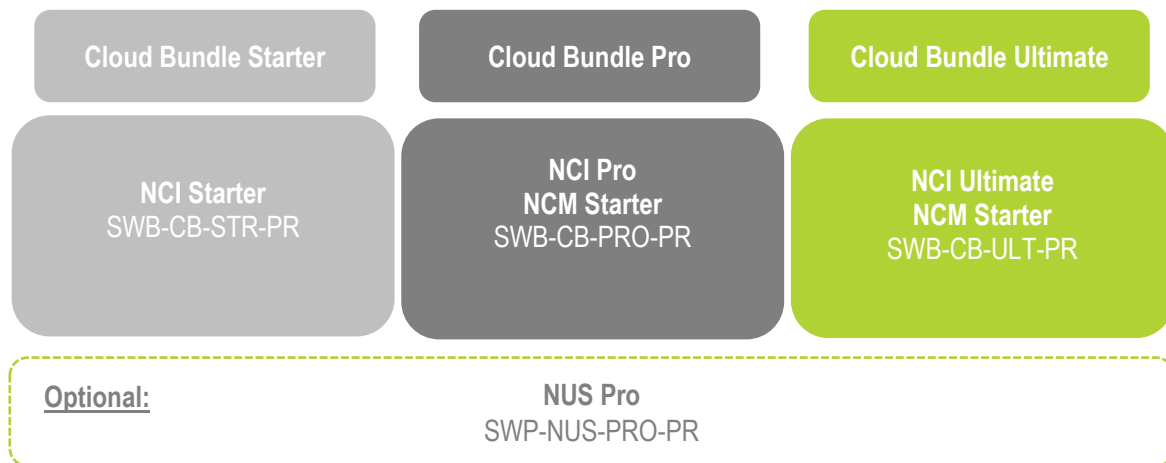 Cloud Bundle Starter
Cloud Bundle Pro
Cloud Bundle Ultimate
NCI Starter
SWB-CB-STR-PR
NCI Pro
NCM Starter
SWB-CB-PRO-PR
NCI Ultimate
NCM Starter
SWB-CB-ULT-PR
Optional:
NUS Pro
SWP-NUS-PRO-PR